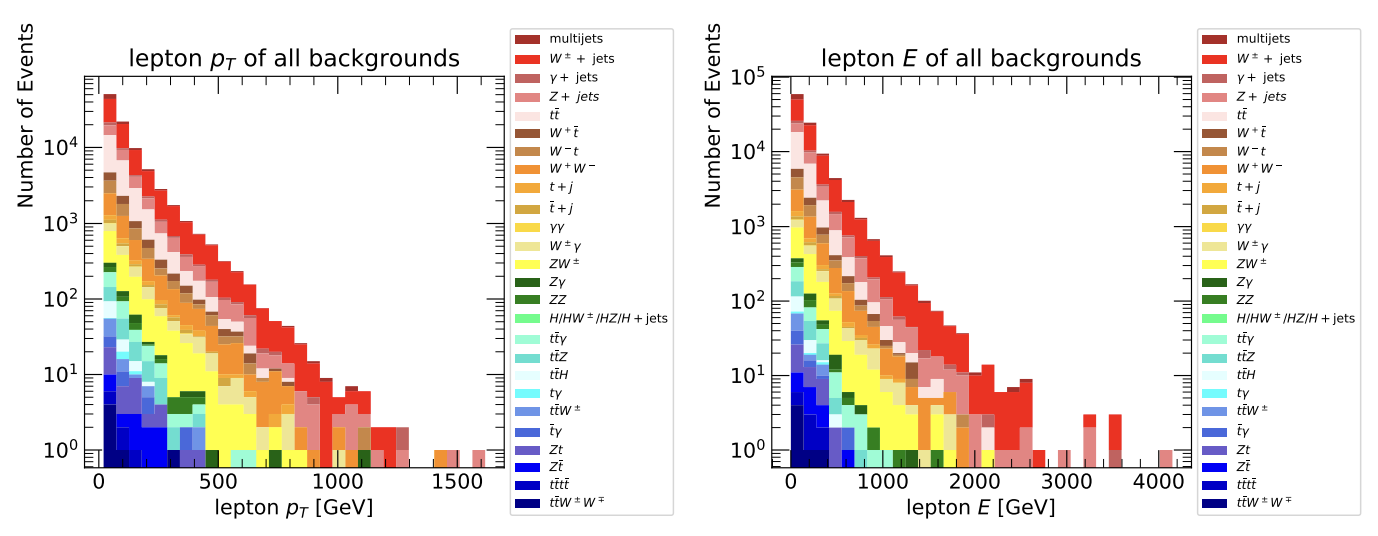 lepton p_T of all backgrounds
Number of Events
10^4
10^3
10^2
10^1
10^0
0 500 1000 1500
lepton p_T [GeV]
multijets
W^± + jets
γ + jets
Z + jets
tt̄
W^+t̄
W^−t
W^+W^−
t + j
t̄ + j
γγ
W^±γ
ZW^±
Zγ
ZZ
H/HW^±/HZ/H + jets
tt̄γ
tt̄Z
tt̄H
tγ
tt̄W^±
t̄γ
Zt
Zt̄
tt̄tt̄
tt̄W^±W^∓
lepton E of all backgrounds
Number of Events
10^5
10^4
10^3
10^2
10^1
10^0
0 1000 2000 3000 4000
lepton E [GeV]
multijets
W^± + jets
γ + jets
Z + jets
tt̄
W^+t̄
W^−t
W^+W^−
t + j
t̄ + j
γγ
W^±γ
ZW^±
Zγ
ZZ
H/HW^±/HZ/H + jets
tt̄γ
tt̄Z
tt̄H
tγ
tt̄W^±
t̄γ
Zt
Zt̄
tt̄tt̄
tt̄W^±W^∓